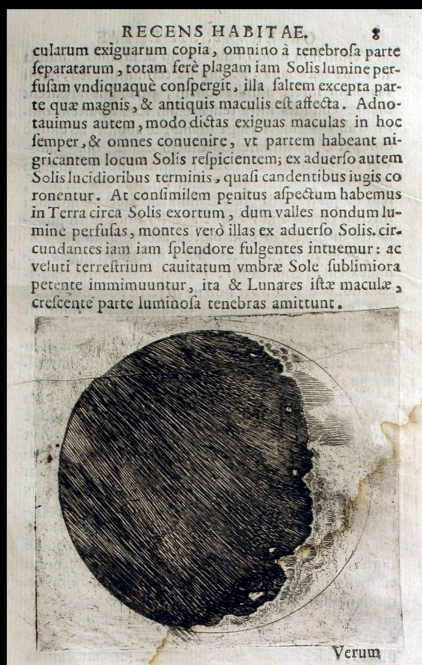 RECENS HABITAE. 8
cularum exiguarum copia, omnino à tenebrosa parte
ſeparatarum, totam ferè plagam iam Solis lumine per-
fuſam vndiquaquè conſpergit, illa ſaltem excepta par-
te quæ magnis, & antiquis maculis eſt affecta. Adno-
tauimus autem, modo dictas exiguas maculas in hoc
ſemper, & omnes conuenire, vt partem habeant ni-
gricantem locum Solis reſpicientem; ex aduerſo autem
Solis lucidioribus terminis, quaſi candentibus iugis co
ronentur. At conſimilem penitus aſpectum habemus
in Terra circa Solis exortum, dum valles nondum lu-
mine perfuſas, montes verò illas ex aduerſo Solis. cir-
cundantes iam iam ſplendore fulgentes intuemur: ac
veluti terreſtrium cauitatum vmbræ Sole ſublimiora
petente immimuuntur, ita & Lunares iſtæ maculæ,
creſcente parte luminoſa tenebras amittunt.
Verum